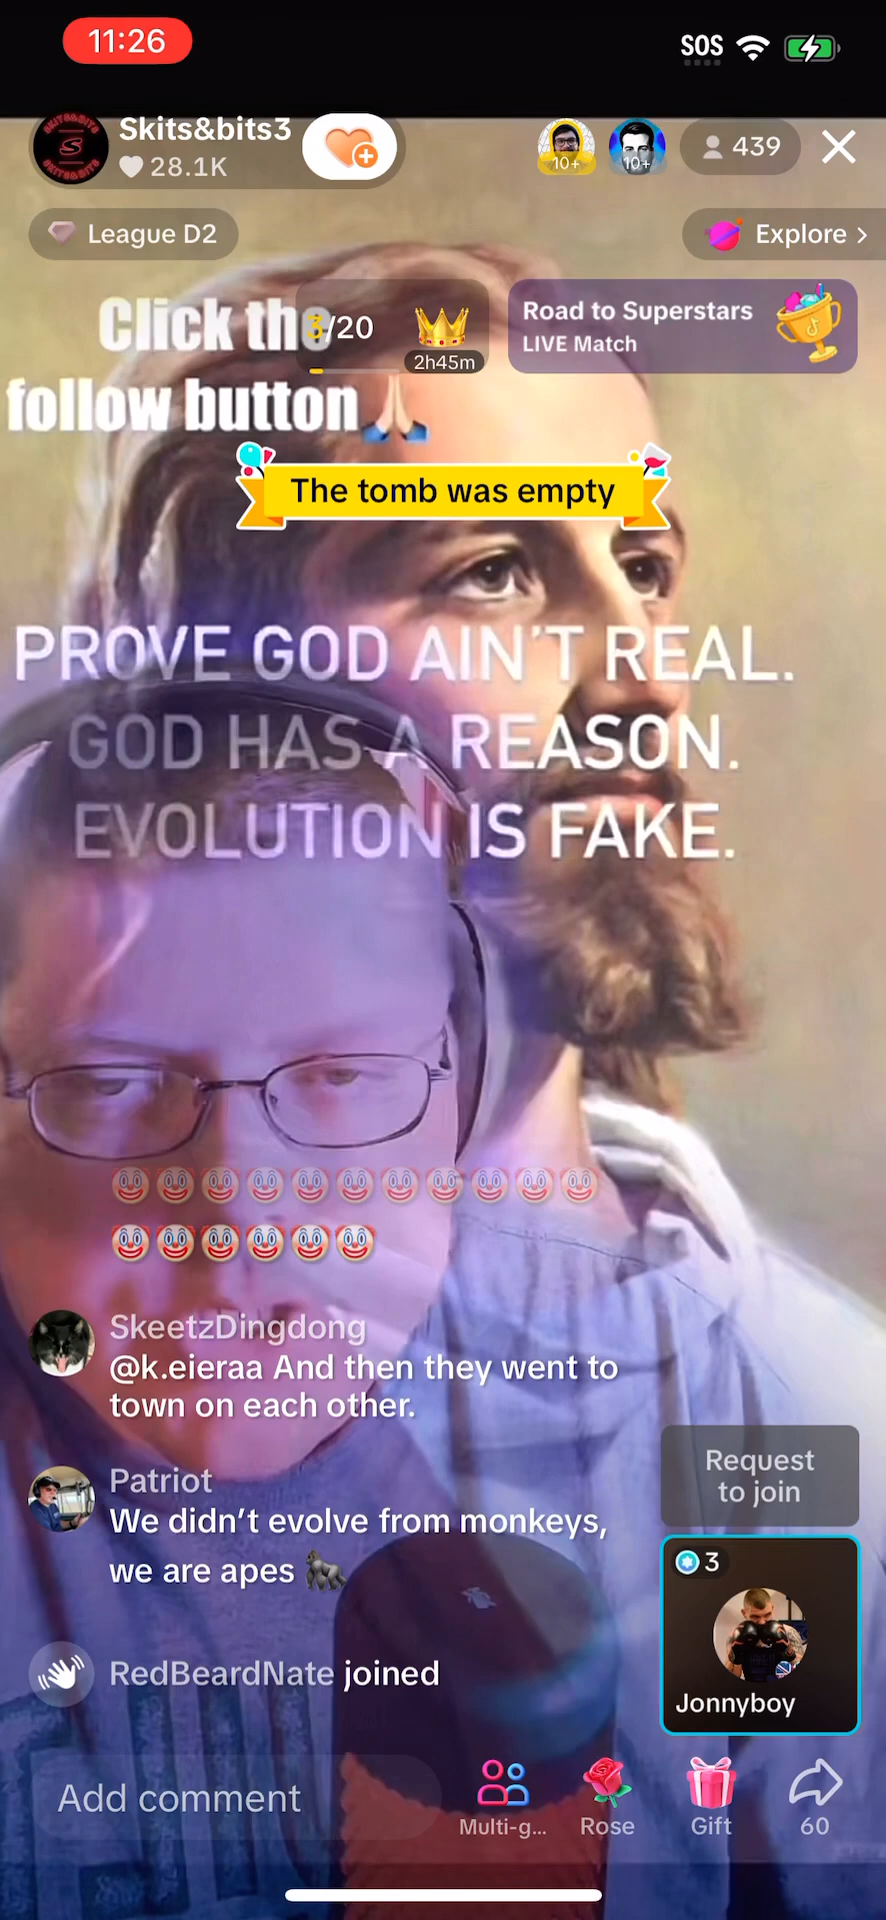 11:26
SOS
Skits&bits3
28.1K
10+
10+
439
League D2
Explore >
Click the
3/20
2h45m
Road to Superstars
LIVE Match
follow button🙏🏻
The tomb was empty
PROVE GOD AIN'T REAL.
GOD HAS A REASON.
EVOLUTION IS FAKE.
🤡🤡🤡🤡🤡🤡🤡🤡🤡🤡🤡
🤡🤡🤡🤡🤡🤡
SkeetzDingdong
@k.eieraa And then they went to
town on each other.
Patriot
We didn’t evolve from monkeys,
we are apes 🦍
RedBeardNate joined
Request
to join
3
Jonnyboy
Add comment
Multi-g...
Rose
Gift
60